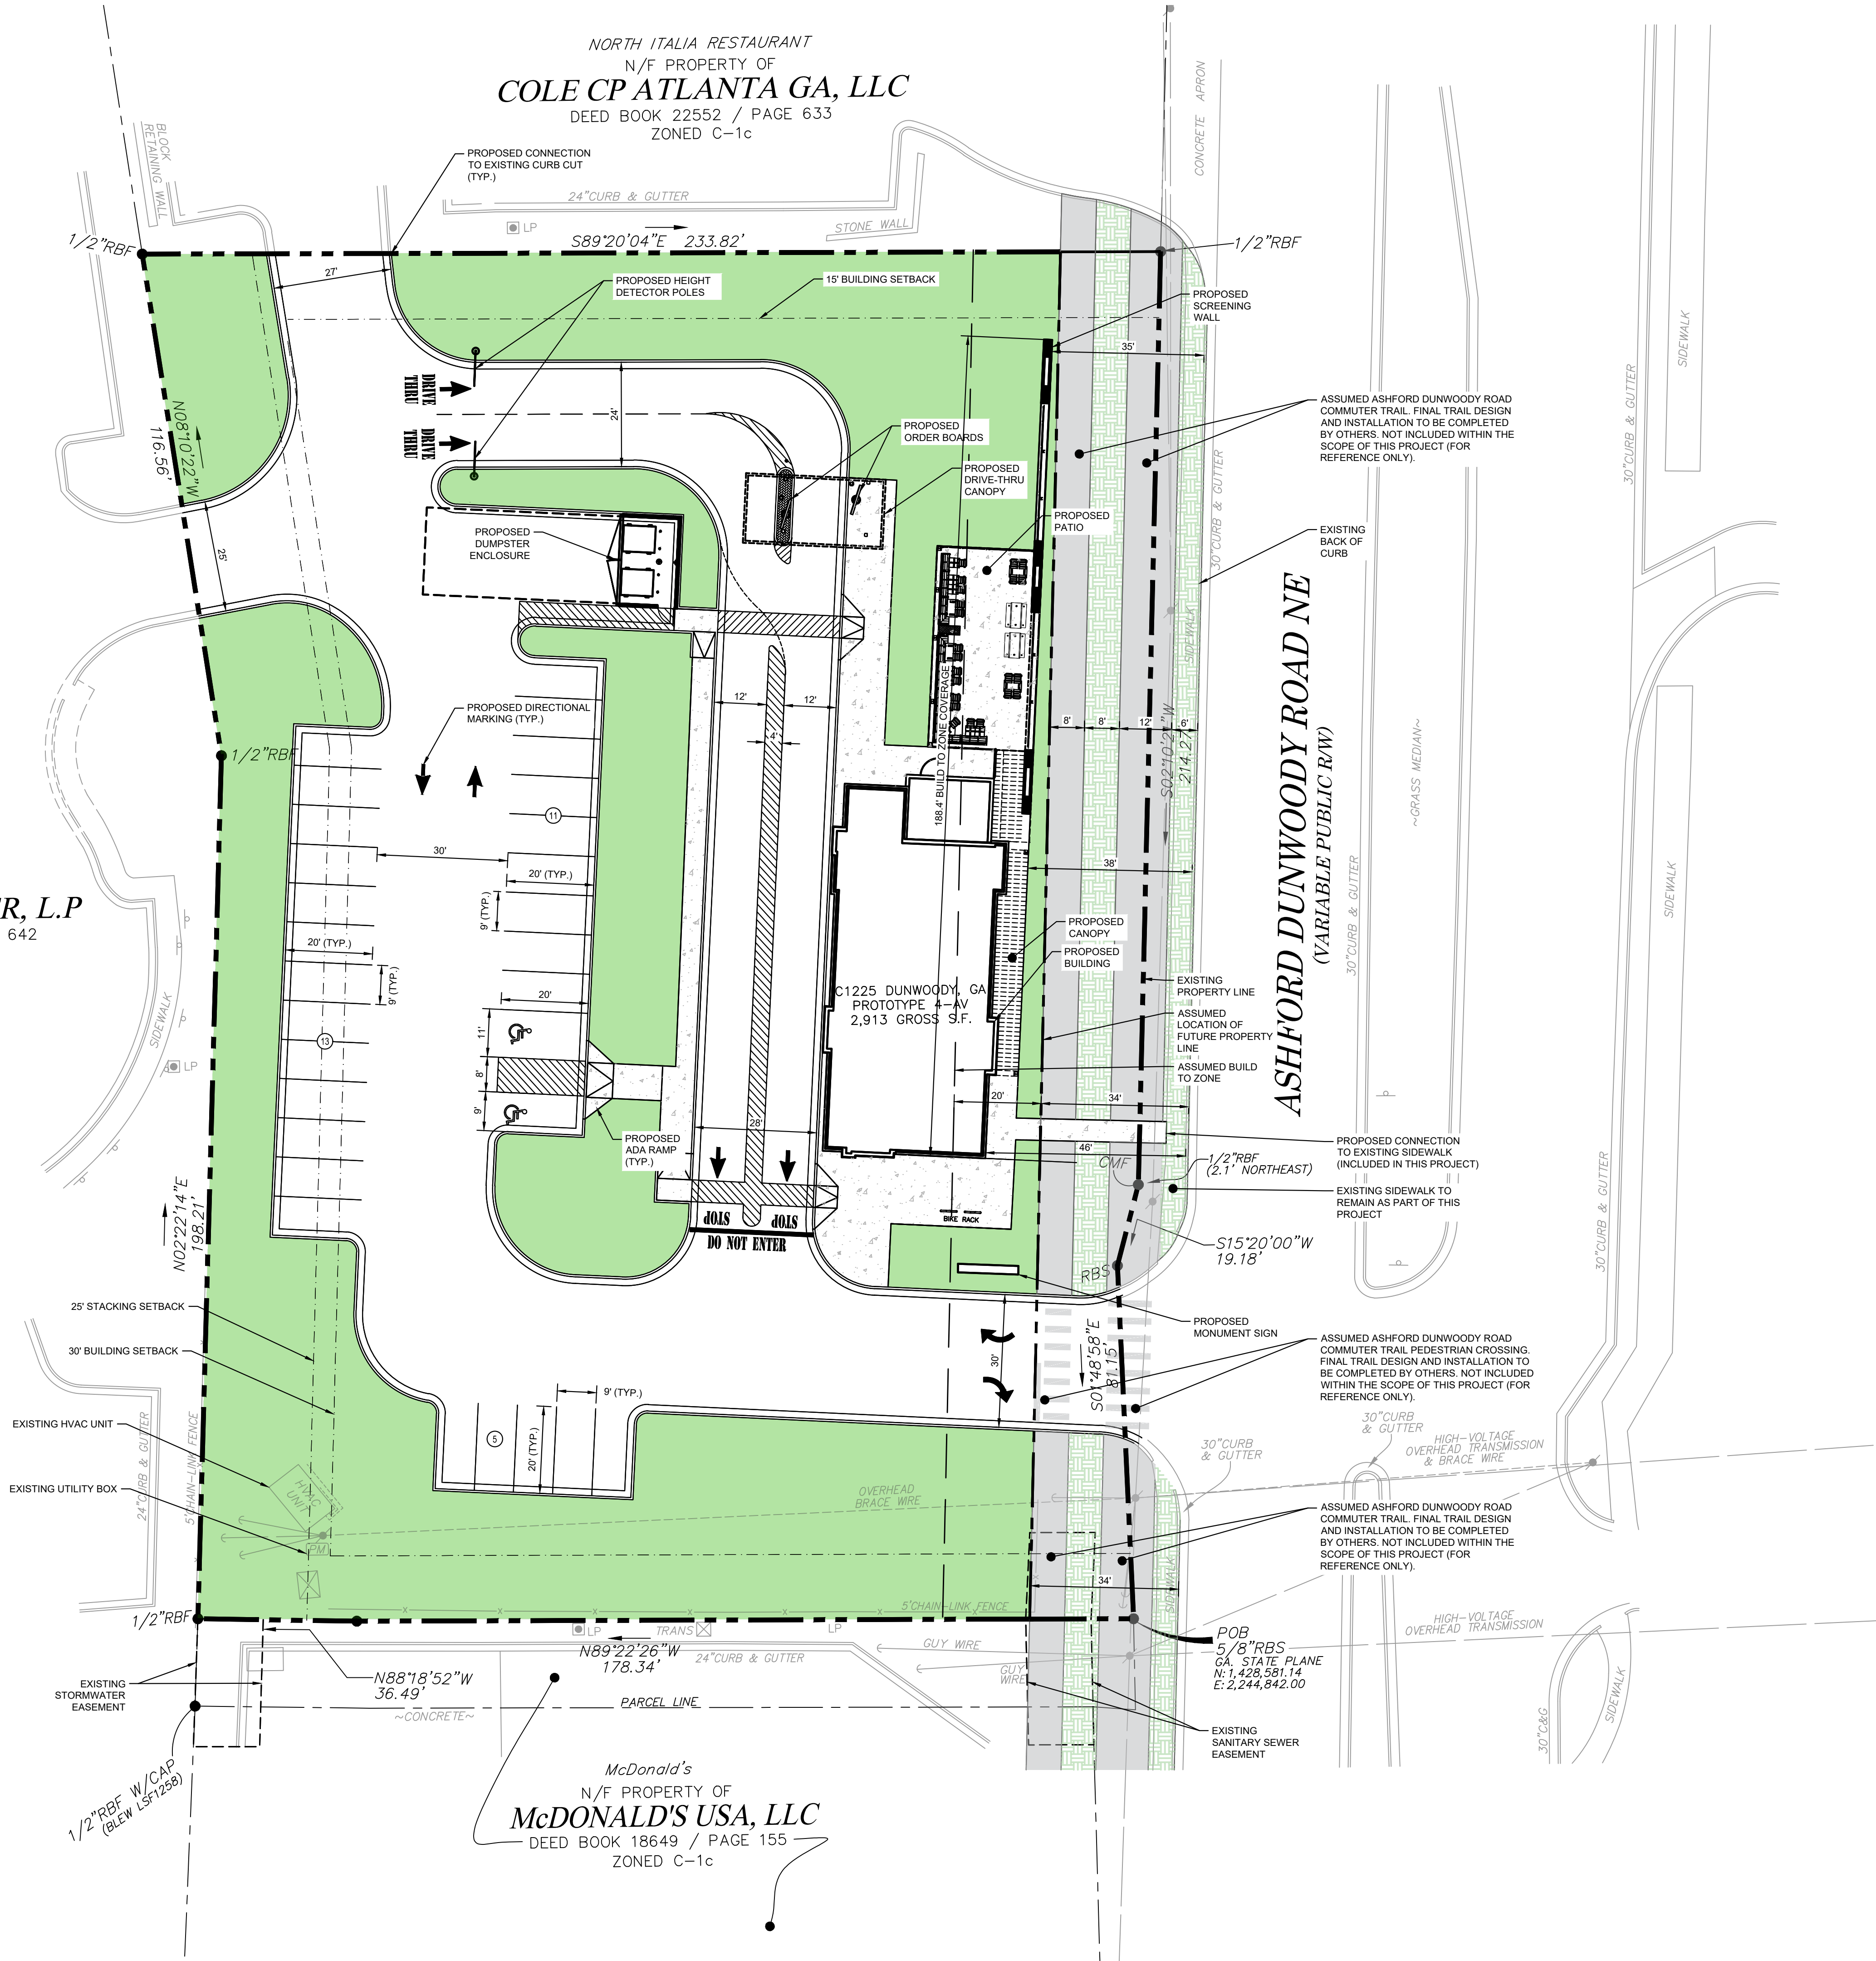 NORTH ITALIA RESTAURANT
N/F PROPERTY OF
COLE CP ATLANTA GA, LLC
DEED BOOK 22552 / PAGE 633
ZONED C-1c
CONCRETE APRON
BLOCK
RETAINING WALL
PROPOSED CONNECTION
TO EXISTING CURB CUT
(TYP.)
24"CURB & GUTTER
LP
STONE WALL
1/2"RBF
S89°20'04"E 233.82'
1/2"RBF
27'
PROPOSED HEIGHT
DETECTOR POLES
15' BUILDING SETBACK
PROPOSED
SCREENING
WALL
35'
SIDEWALK
30"CURB & GUTTER
DRIVE
THRU
DRIVE
THRU
24'
N08°10'22"W
116.56'
PROPOSED
ORDER BOARDS
PROPOSED
DRIVE-THRU
CANOPY
ASSUMED ASHFORD DUNWOODY ROAD
COMMUTER TRAIL. FINAL TRAIL DESIGN
AND INSTALLATION TO BE COMPLETED
BY OTHERS. NOT INCLUDED WITHIN THE
SCOPE OF THIS PROJECT (FOR
REFERENCE ONLY).
30"CURB & GUTTER
PROPOSED
PATIO
PROPOSED
DUMPSTER
ENCLOSURE
25'
EXISTING
BACK OF
CURB
SIDEWALK
ASHFORD DUNWOODY ROAD NE
(VARIABLE PUBLIC R/W)
PROPOSED DIRECTIONAL
MARKING (TYP.)
12'
12'
4'
188.4' BUILD TO ZONE COVERAGE
8'
8'
12'
6'
S02°10'27"W
214.27'
~GRASS MEDIAN~
1/2"RBF
11
30'
20' (TYP.)
9' (TYP.)
38'
30"CURB & GUTTER
SIDEWALK
R, L.P
642
20' (TYP.)
9' (TYP.)
PROPOSED
CANOPY
PROPOSED
BUILDING
C1225 DUNWOODY, GA
PROTOTYPE 4-AV
2,913 GROSS S.F.
EXISTING
PROPERTY LINE
ASSUMED
LOCATION OF
FUTURE PROPERTY
LINE
ASSUMED BUILD
TO ZONE
SIDEWALK
LP
13
20'
11'
8'
9'
20'
34'
28'
PROPOSED
ADA RAMP
(TYP.)
46'
CMF
1/2"RBF
(2.1' NORTHEAST)
PROPOSED CONNECTION
TO EXISTING SIDEWALK
(INCLUDED IN THIS PROJECT)
EXISTING SIDEWALK TO
REMAIN AS PART OF THIS
PROJECT
30"CURB & GUTTER
N02°22'14"E
198.21'
STOP
STOP
DO NOT ENTER
BIKE RACK
S15°20'00"W
19.18'
RBS
25' STACKING SETBACK
30' BUILDING SETBACK
PROPOSED
MONUMENT SIGN
30'
S01°48'58"E
81.15'
ASSUMED ASHFORD DUNWOODY ROAD
COMMUTER TRAIL PEDESTRIAN CROSSING.
FINAL TRAIL DESIGN AND INSTALLATION TO
BE COMPLETED BY OTHERS. NOT INCLUDED
WITHIN THE SCOPE OF THIS PROJECT (FOR
REFERENCE ONLY).
9' (TYP.)
20' (TYP.)
5
EXISTING HVAC UNIT
24"CURB & GUTTER
5'CHAIN-LINK FENCE
30"CURB
& GUTTER
30"CURB
& GUTTER
HIGH-VOLTAGE
OVERHEAD TRANSMISSION
& BRACE WIRE
HVAC
UNIT
EXISTING UTILITY BOX
PM
OVERHEAD
BRACE WIRE
ASSUMED ASHFORD DUNWOODY ROAD
COMMUTER TRAIL. FINAL TRAIL DESIGN
AND INSTALLATION TO BE COMPLETED
BY OTHERS. NOT INCLUDED WITHIN THE
SCOPE OF THIS PROJECT (FOR
REFERENCE ONLY).
34'
SIDEWALK
1/2"RBF
5'CHAIN-LINK FENCE
LP
TRANS
LP
N89°22'26"W
178.34'
24"CURB & GUTTER
GUY WIRE
GUY
WIRE
POB
5/8"RBS
GA. STATE PLANE
N: 1,428,581.14
E: 2,244,842.00
HIGH-VOLTAGE
OVERHEAD TRANSMISSION
EXISTING
STORMWATER
EASEMENT
N88°18'52"W
36.49'
PARCEL LINE
~CONCRETE~
EXISTING
SANITARY SEWER
EASEMENT
30"C&G
SIDEWALK
1/2"RBF W/CAP
(BLEW LSF1258)
McDonald's
N/F PROPERTY OF
McDONALD'S USA, LLC
DEED BOOK 18649 / PAGE 155
ZONED C-1c